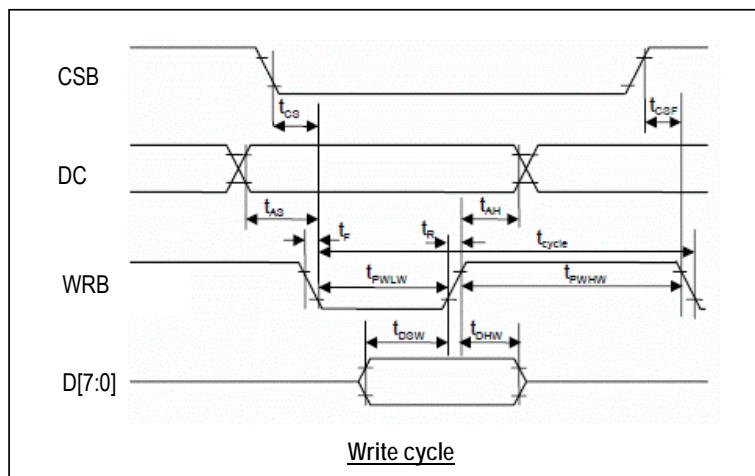 CSB
tCS
tCSF
DC
tAS
tF
tR
tAH
tcycle
WRB
tPWLW
tPWHW
tDSW
tDHW
D[7:0]
Write cycle